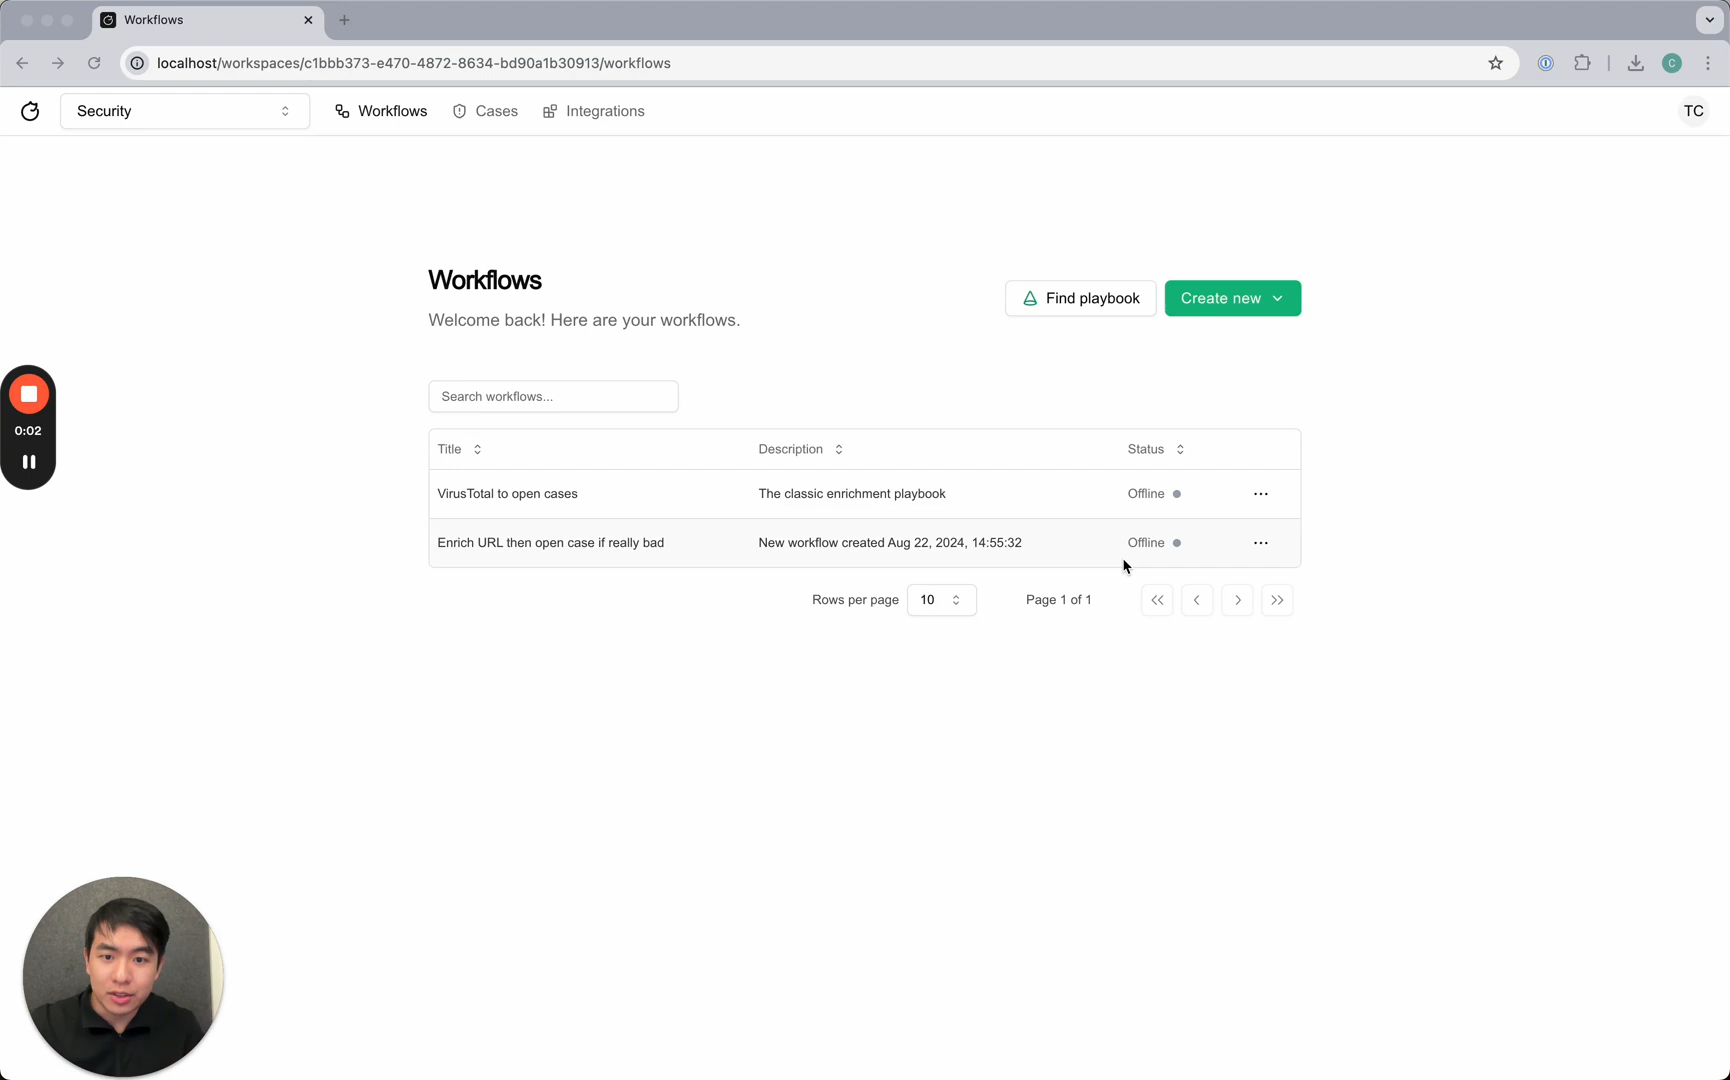 Workflows
localhost/workspaces/c1bbb373-e470-4872-8634-bd90a1b30913/workflows
C
Security
Workflows
Cases
Integrations
TC
Workflows
Welcome back! Here are your workflows.
Find playbook
Create new
0:02
Search workflows...
Title
Description
Status
VirusTotal to open cases
The classic enrichment playbook
Offline
Enrich URL then open case if really bad
New workflow created Aug 22, 2024, 14:55:32
Offline
Rows per page
10
Page 1 of 1